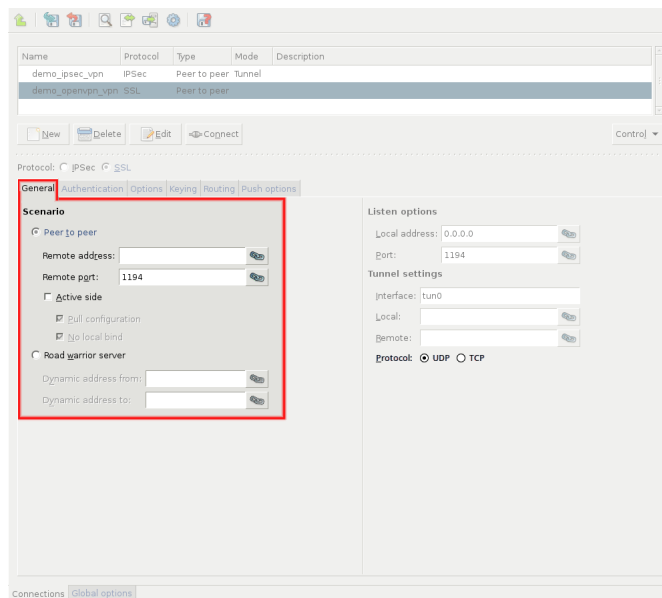 Name Protocol Type Mode Description
demo_ipsec_vpn IPSec Peer to peer Tunnel
demo_openvpn_vpn SSL Peer to peer
New Delete Edit Connect Control
Protocol: IPSec SSL
General Authentication Options Keying Routing Push options
Scenario
Peer to peer
Remote address:
Remote port: 1194
Active side
Pull configuration
No local bind
Road warrior server
Dynamic address from:
Dynamic address to:
Listen options
Local address: 0.0.0.0
Port: 1194
Tunnel settings
Interface: tun0
Local:
Remote:
Protocol: UDP TCP
Connections Global options